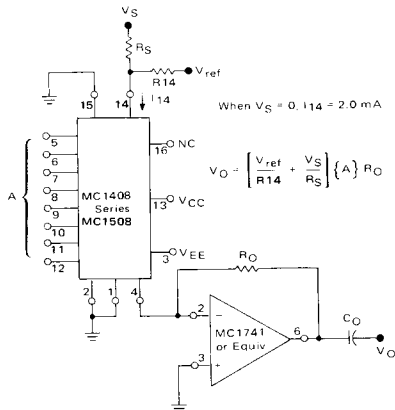 VS
RS
Vref
R14
I14
15
14
When VS = 0, I14 = 2.0 mA
5
6
7
8
9
10
11
12
A
16 NC
MC1408
Series
MC1508
13 VCC
3 VEE
VO = [Vref/R14 + VS/RS] {A} RO
2
1
4
RO
2
−
MC1741
or Equiv
6
CO
VO
3
+